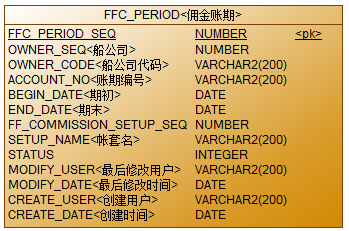 FFC_PERIOD<佣金账期>
FFC_PERIOD_SEQ NUMBER <pk>
OWNER_SEQ<船公司> NUMBER
OWNER_CODE<船公司代码> VARCHAR2(200)
ACCOUNT_NO<账期编号> VARCHAR2(200)
BEGIN_DATE<期初> DATE
END_DATE<期末> DATE
FF_COMMISSION_SETUP_SEQ NUMBER
SETUP_NAME<帐套名> VARCHAR2(200)
STATUS INTEGER
MODIFY_USER<最后修改用户> VARCHAR2(200)
MODIFY_DATE<最后修改时间> DATE
CREATE_USER<创建用户> VARCHAR2(200)
CREATE_DATE<创建时间> DATE